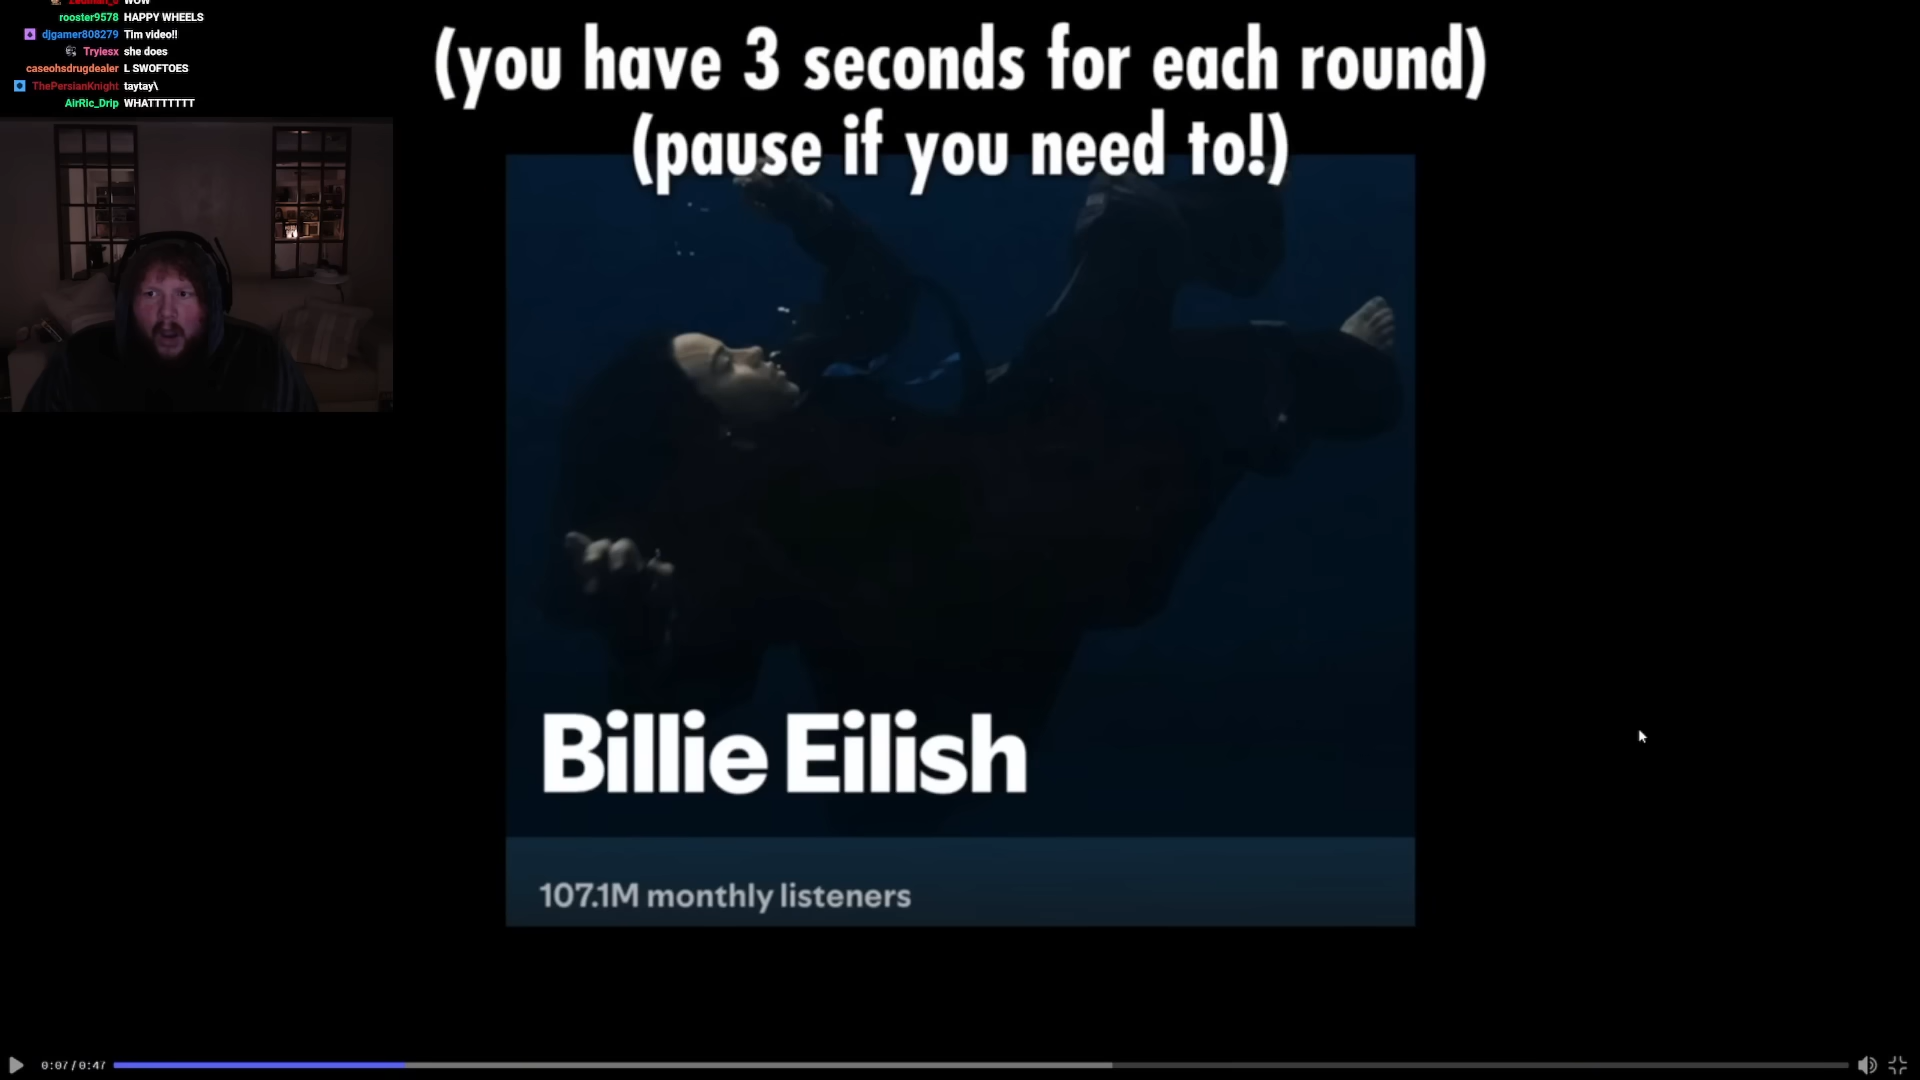 WOW
rooster9578 HAPPY WHEELS
djgamer808279 Tim video!!
Tryiesx she does
caseohsdrugdealer L SWOFTOES
ThePersianKnight taytay\
AirRic_Drip WHATTTTTTT
(you have 3 seconds for each round)
(pause if you need to!)
Billie Eilish
107.1M monthly listeners
0:07/0:47